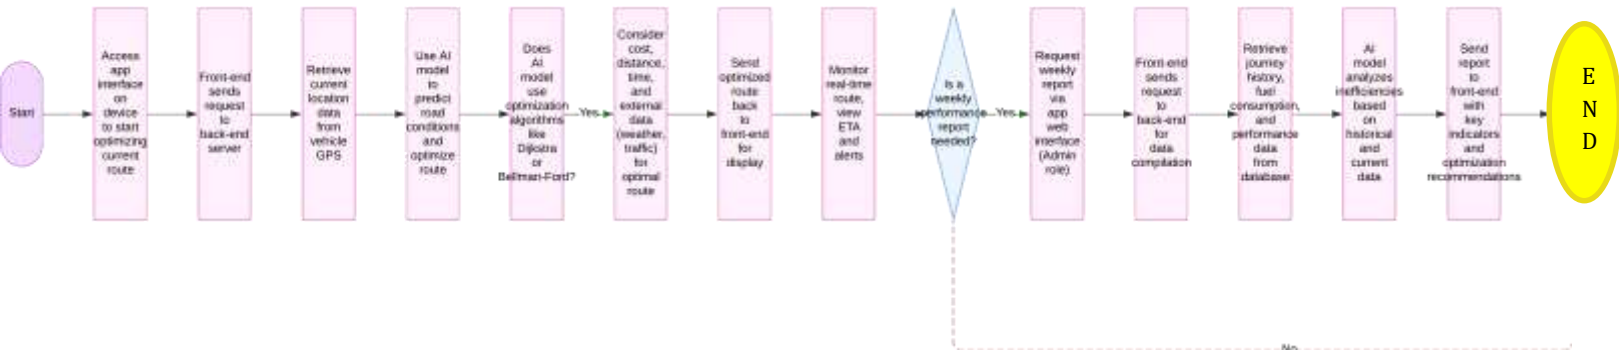 Start
Access
app
interface
on
device
to start
optimizing
current
route
Front-end
sends
request
to
back-end
server
Retrieve
current
location
data
from
vehicle
GPS
Use AI
model
to
predict
road
conditions
and
optimize
route
Does
AI
model
use
optimization
algorithms
like
Dijkstra
or
Bellman-Ford?
Yes
Consider
cost,
distance,
time,
and
external
data
(weather,
traffic)
for
optimal
route
Send
optimized
route
back
to
front-end
for
display
Monitor
real-time
route,
view
ETA
and
alerts
Is a
weekly
performance
report
needed?
Yes
Request
weekly
report
via
app
web
interface
(Admin
role)
Front-end
sends
request
to
back-end
for
data
compilation
Retrieve
journey
history,
fuel
consumption,
and
performance
data
from
database
AI
model
analyzes
inefficiencies
based
on
historical
and
current
data
Send
report
to
front-end
with
key
indicators
and
optimization
recommendations
E
N
D
No